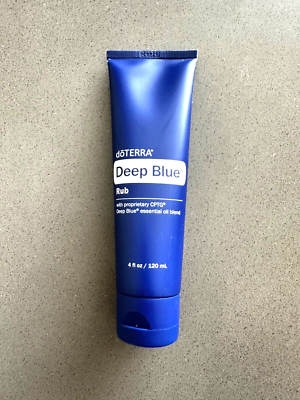 dōTERRA®
Deep Blue®
Rub
with proprietary CPTG®
Deep Blue® essential oil blend
4 fl oz / 120 mL